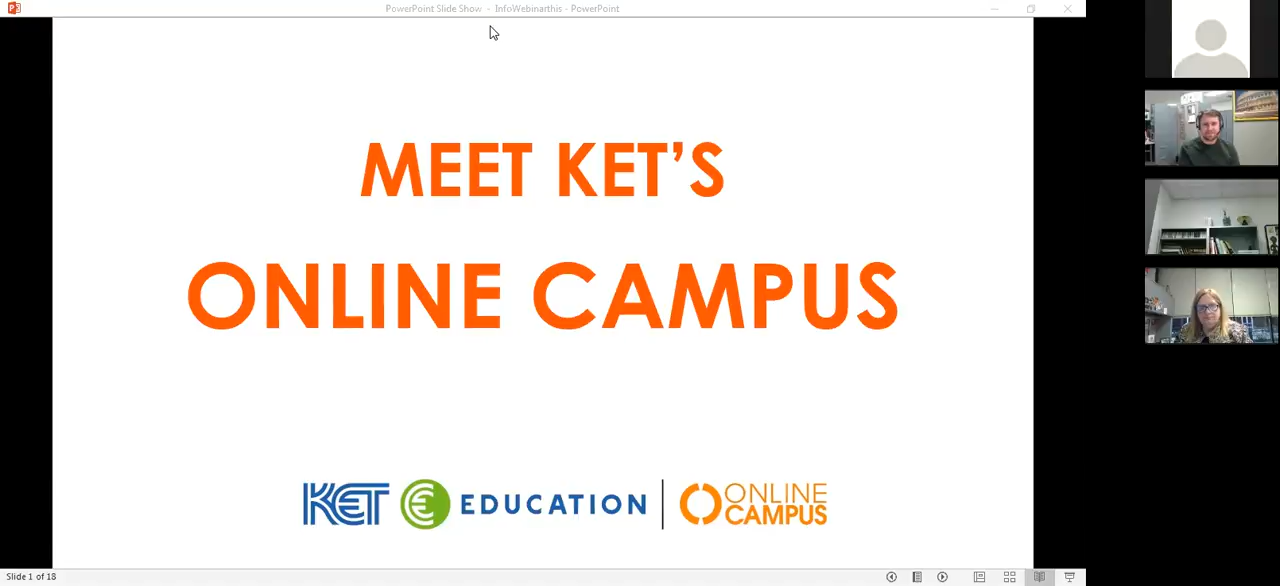 PowerPoint Slide Show - InfoWebinarthis - PowerPoint
MEET KET’S
ONLINE CAMPUS
KET EDUCATION ONLINE CAMPUS
Slide 1 of 18